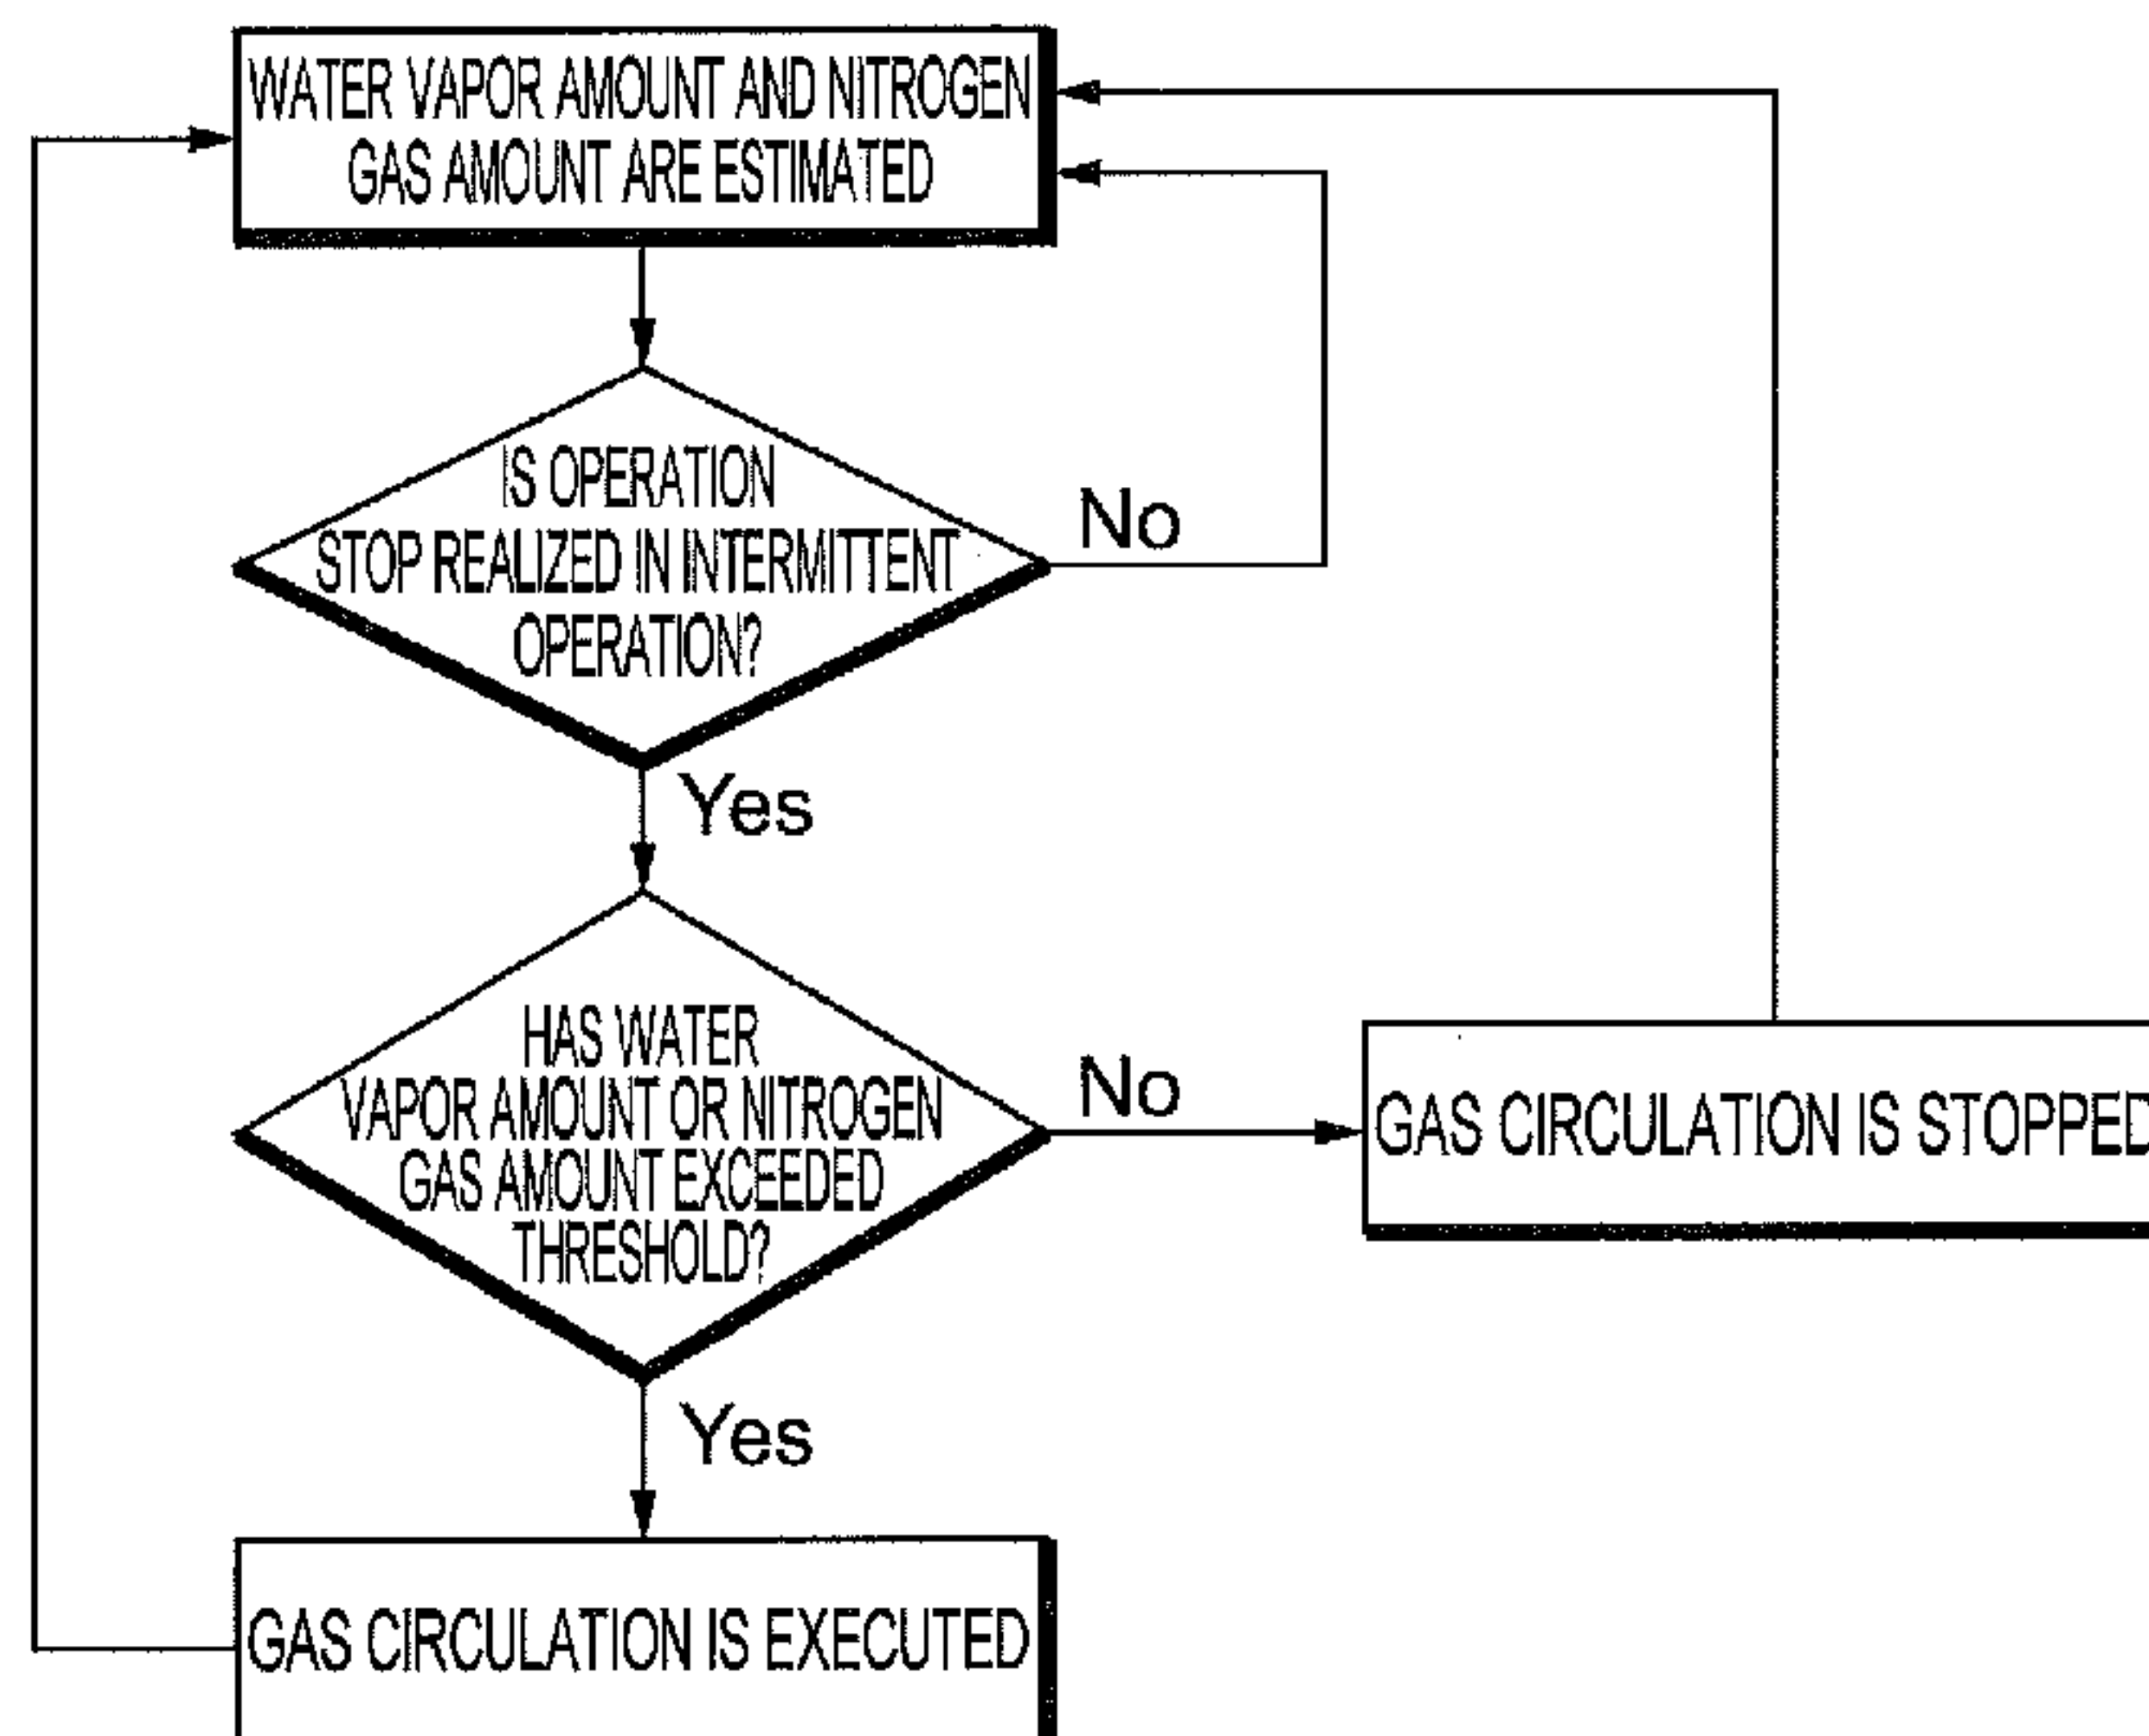 WATER VAPOR AMOUNT AND NITROGEN
GAS AMOUNT ARE ESTIMATED
IS OPERATION
STOP REALIZED IN INTERMITTENT
OPERATION?
No
Yes
HAS WATER
VAPOR AMOUNT OR NITROGEN
GAS AMOUNT EXCEEDED
THRESHOLD?
No
GAS CIRCULATION IS STOPPED
Yes
GAS CIRCULATION IS EXECUTED